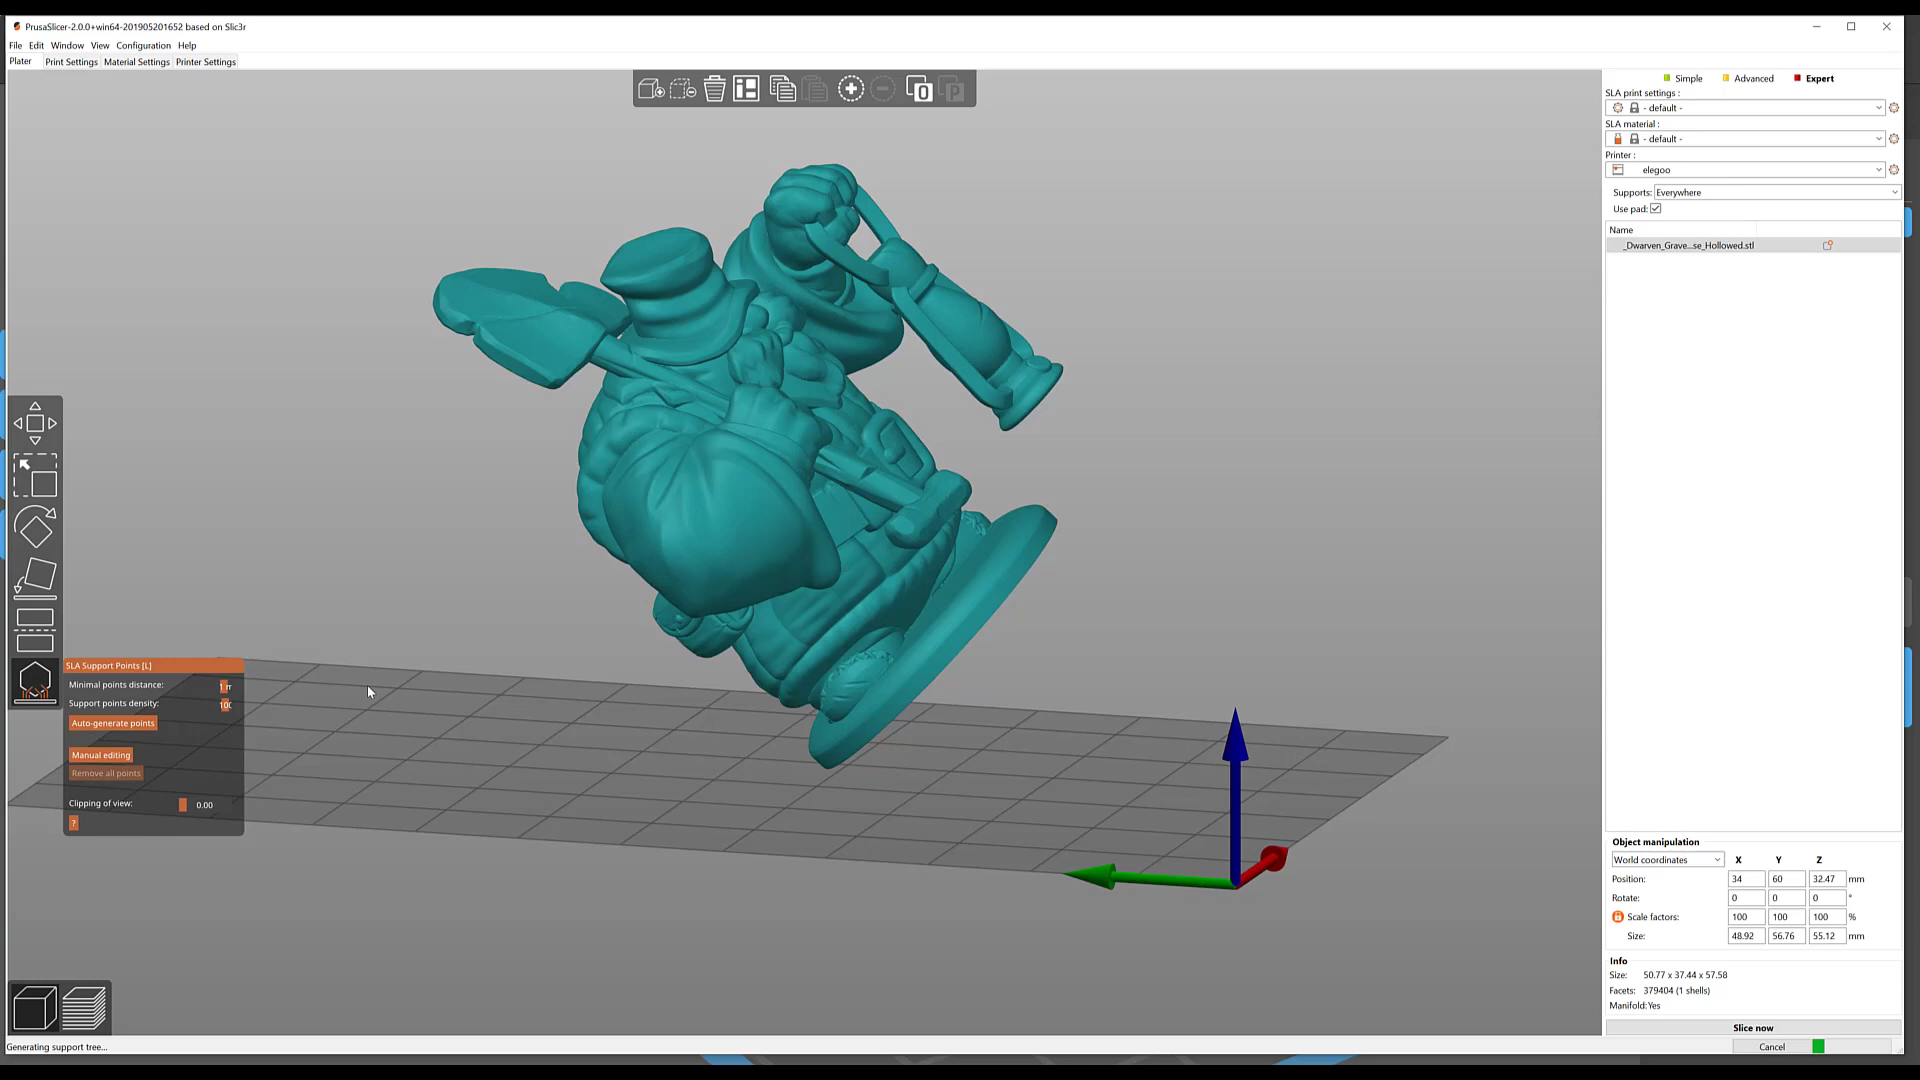 PrusaSlicer-2.0.0+win64-201905201652 based on Slic3r
File Edit Window View Configuration Help
Plater Print Settings Material Settings Printer Settings
Simple Advanced Expert
SLA print settings :
- default -
SLA material :
- default -
Printer :
elegoo
Supports: Everywhere
Use pad:
Name
_Dwarven_Grave...se_Hollowed.stl
SLA Support Points [L]
Minimal points distance:
Support points density: 100
Auto-generate points
Manual editing
Remove all points
Clipping of view: 0.00
?
Object manipulation
World coordinates X Y Z
Position: 34 60 32.47 mm
Rotate: 0 0 0 °
Scale factors: 100 100 100 %
Size: 48.92 56.76 55.12 mm
Info
Size: 50.77 x 37.44 x 57.58
Facets: 379404 (1 shells)
Manifold: Yes
Slice now
Generating support tree... Cancel